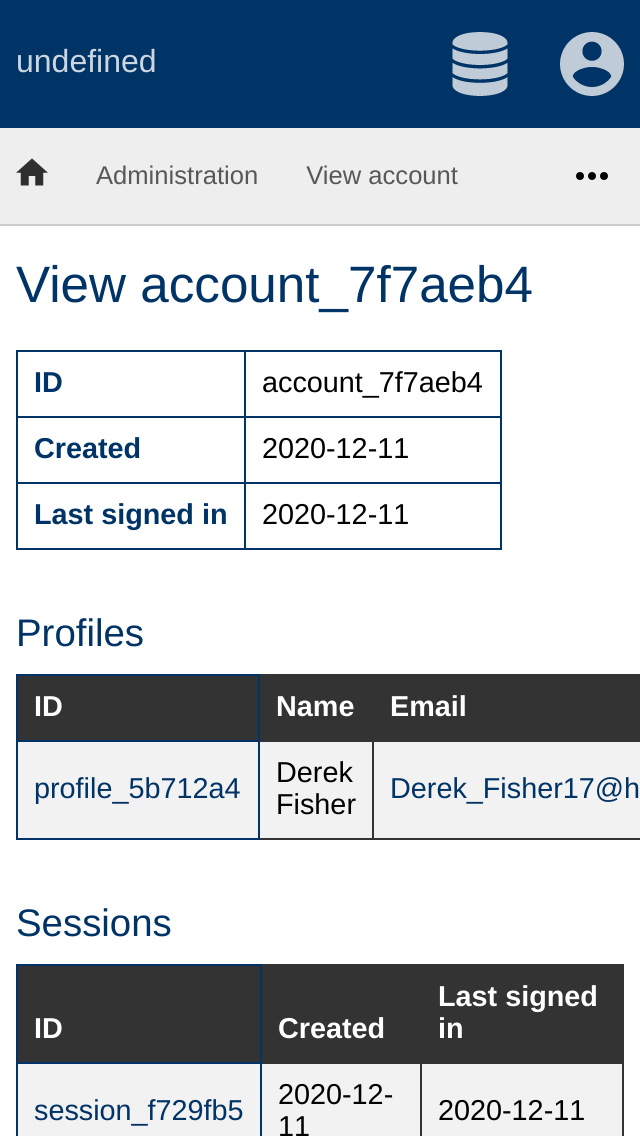 undefined
Administration View account
View account_7f7aeb4
ID account_7f7aeb4
Created 2020-12-11
Last signed in 2020-12-11
Profiles
ID Name Email
profile_5b712a4 Derek Fisher Derek_Fisher17@h
Sessions
ID Created Last signed in
session_f729fb5 2020-12-11 2020-12-11